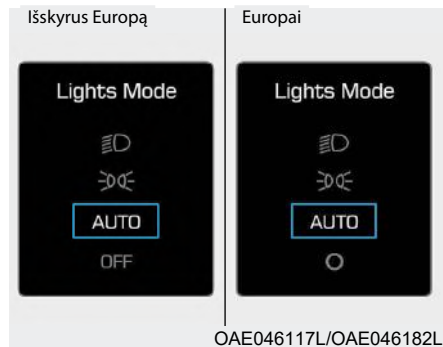 Išskyrus Europą
Europai
Lights Mode
Lights Mode
AUTO
AUTO
OFF
OAE046117L/OAE046182L